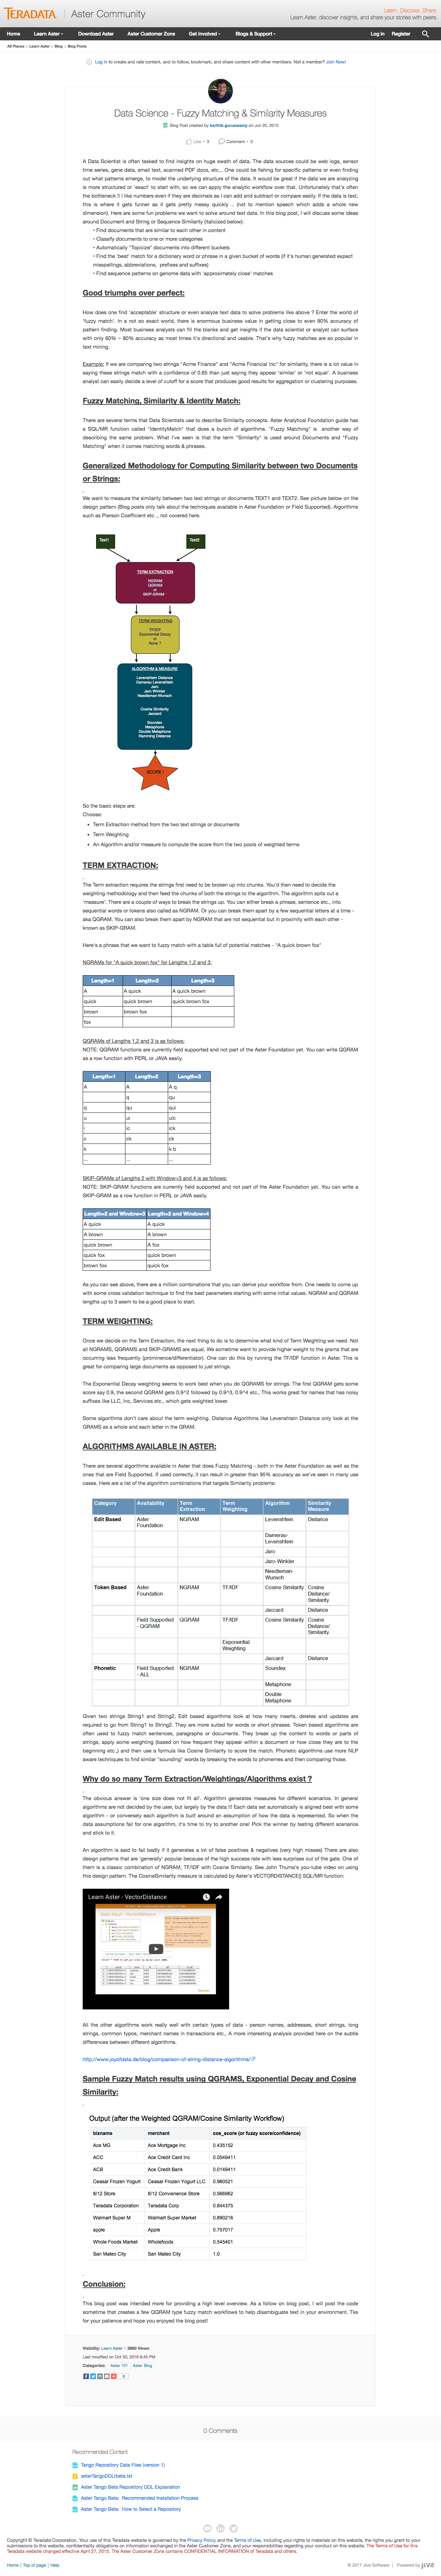 TERADATA | Aster Community
Learn. Discover. Share.
Learn Aster, discover insights, and share your stories with peers.
Home Learn Aster Download Aster Aster Customer Zone Get Involved Blogs & Support Log in Register
All Places > Learn Aster > Blog > Blog Posts
Log in to create and rate content, and to follow, bookmark, and share content with other members. Not a member? Join Now!
Data Science - Fuzzy Matching & Similarity Measures
Blog Post created by karthik.guruswamy on Jun 20, 2015
Like • 3 Comment • 0
A Data Scientist is often tasked to find insights on huge swath of data. The data sources could be web logs, sensor
time series, game data, email text, scanned PDF docs, etc.,. One could be fishing for specific patterns or even finding
out what patterns emerge, to model the underlying structure of the data. It would be great if the data we are analyzing
is more structured or 'exact' to start with, so we can apply the analytic workflow over that. Unfortunately that's often
the bottleneck !! I like numbers even if they are decimals as I can add and subtract or compare easily. If the data is text,
this is where it gets funner as it gets pretty messy quickly .. (not to mention speech which adds a whole new
dimension). Here are some fun problems we want to solve around text data. In this blog post, i will discuss some ideas
around Document and String or Sequence Similarity (italicized below):
• Find documents that are similar to each other in content
• Classify documents to one or more categories
• Automatically "Topicize" documents into different buckets
• Find the 'best' match for a dictionary word or phrase in a given bucket of words (if it's human generated expect
misspellings, abbreviations, prefixes and suffixes)
• Find sequence patterns on genome data with 'approximately close' matches
Good triumphs over perfect:
How does one find 'acceptable' structure or even analyze text data to solve problems like above ? Enter the world of
'fuzzy match'. In a not so exact world, there is enormous business value in getting to between 60% and 80% accuracy of
pattern finding. Most business analysts can fill in the blanks and get insights if the data scientist or analyst can surface
with only 60% – 80% accuracy as most times it's directional and usable. That's why fuzzy matches are so popular in
text mining.
Example: If we are comparing two strings "Acme Finance" and "Acme Financial Inc" for similarity, there is a lot value in
saying these strings match with a confidence of 0.85 than just saying they appear 'similar' or 'not equal'. A business
analyst can easily decide a level of cutoff for a score that produces good results for aggregation or clustering purposes.
Fuzzy Matching, Similarity & Identity Match:
There are several terms that Data Scientists use to describe Similarity concepts. Aster Analytical Foundation guide has
a SQL/MR function called "IdentityMatch" that does a bunch of algorithms. "Fuzzy Matching" is another way of
describing the same problem. What I've seen is that the term "Similarity" is used around Documents and "Fuzzy
Matching" when it comes matching words & phrases.
Generalized Methodology for Computing Similarity between two Documents
or Strings:
We want to measure the similarity between two text strings or documents TEXT1 and TEXT2. See picture below on the
design pattern (Blog posts only talk about the techniques available in Aster Foundation or Field Supported). Algorithms
such as Person Coefficient etc .. not covered here.
Text1 Text2
TERM EXTRACTION
NGRAM
QGRAM
or
SKIP-GRAM
TERM-WEIGHTING
TF/IDF
Exponential Decay
or
None ?
ALGORITHM & MEASURE
Levenshtein Distance
Damerau Levenshtein
Jaro
Jaro Winkler
Needleman-Wunsch
Cosine Similarity
Jaccard
Soundex
Metaphone
Double Metaphone
Hamming Distance
SCORE !
So the basic steps are:
Choose:
• Term Extraction method from the two text strings or documents
• Term Weighting
• An Algorithm and/or measure to compute the score from the two pools of weighted terms
TERM EXTRACTION:
The Term extraction requires the strings first need to be broken up into chunks. You'd then need to decide the
weighting methodology and then feed the chunks of both the strings to the algorithm. The algorithm then spits out a
'measure'. There are a couple of ways to break the strings up. You can either break a phrase, sentence etc., into
sequential words or tokens also called as NGRAM. Or you can break them apart by a few sequential letters at a time -
aka QGRAM. You can also break them apart by NGRAM that are not sequential but in proximity with each other -
known as SKIP-GRAM.
Here's a phrase that we want to fuzzy match with a table full of potential matches - "A quick brown fox"
NGRAMs for "A quick brown fox" for Lengths 1,2 and 3:
Length=1 Length=2 Length=3
A A quick A quick brown
quick quick brown quick brown fox
brown brown fox
fox
QGRAMs of Lengths 1,2 and 3 is as follows:
NOTE: QGRAM functions are currently field supported and not part of the Aster Foundation yet. You can write QGRAM
as a row function with PERL or JAVA easily.
Length=1 Length=2 Length=3
A A A q
q qu
q qu qui
u ui uic
i ic ick
c ck ck
k k b
... ... ...
SKIP-GRAMs of Lengths 2 with Window=3 and 4 is as follows:
NOTE: SKIP-GRAM functions are currently field supported and not part of the Aster Foundation yet. You can write a
SKIP-GRAM as a row function in PERL or JAVA easily.
Length=2 and Window=3 Length=2 and Window=4
A quick A quick
A brown A brown
quick brown A fox
quick fox quick brown
brown fox quick fox
As you can see above, there are a million combinations that you can derive your workflow from. One needs to come up
with some cross validation technique to find the best parameters matching starting with some initial values. NGRAM and QGRAM
lengths up to 3 seem to be a good place to start.
TERM WEIGHTING:
Once we decide on the Term Extraction, the next thing to do is to determine what kind of Term Weighting we need. Not
all NGRAMS, QGRAMS and SKIP-GRAMS are equal. We sometime want to provide higher weight to the grams that are
occurring less frequently (prominence/differentiator). One can do this by running the TF/IDF function in Aster. This is
great for comparing large documents as opposed to just strings.
The Exponential Decay weighting seems to work best when you do QGRAMS for strings. The first QGRAM gets some
score say 0.9, the second QGRAM gets 0.9^2 followed by 0.9^3, 0.9^4 etc., This works great for names that has noisy
suffixes like LLC, Inc, Services etc., which gets weighted lower.
Some algorithms don't care about the term weighting. Distance Algorithms like Levenshtein Distance only look at the
GRAMS as a whole and each letter in the GRAM.
ALGORITHMS AVAILABLE IN ASTER:
There are several algorithms available in Aster that does Fuzzy Matching - both in the Aster Foundation as well as the
ones that are Field Supported. If used correctly, it can result in greater than 95% accuracy as we've seen in many use
cases. Here are a list of the algorithm combinations that targets Similarity problems:
Category Availability Term Extraction Term Weighting Algorithm Similarity Measure
Edit Based Aster Foundation NGRAM Levenshtein Distance
Damerau-Levenshtein
Jaro
Jaro-Winkler
Needleman-Wunsch
Token Based Aster Foundation NGRAM TF/IDF Cosine Similarity Cosine Distance/ Similarity
Jaccard Distance
Field Supported - QGRAM QGRAM TF/IDF Cosine Similarity Cosine Distance/ Similarity
Exponential Weighting
Jaccard Distance
Phonetic Field Supported - ALL NGRAM Soundex
Metaphone
Double Metaphone
Given two strings String1 and String2, Edit based algorithms look at how many inserts, deletes and updates are
required to go from String1 to String2. They are more suited for words or short phrases. Token based algorithms are
often used to fuzzy match sentences, paragraphs or documents. They break up the content to words or parts or
strings, apply some weighting (based on how frequent they appear within a document or how close they are to the
beginning etc.,) and then use a formula like Cosine Similarity to score the match. Phonetic algorithms use more NLP
aware techniques to find similar "sounding" words by breaking the words to phonemes and then comparing those.
Why do so many Term Extraction/Weightings/Algorithms exist ?
The obvious answer is 'one size does not fit all'. Algorithm generates measures for different scenarios. In general
algorithms are not decided by the user, but largely by the data !!! Each data set automatically is aligned best with some
algorithm - or conversely each algorithm is built around an assumption of how the data is represented. So when the
data assumptions fail for one algorithm, it's time to try to another one! Pick the winner by testing different scenarios
and stick to it.
An algorithm is said to fail badly if it generates a lot of false positives & negatives (very high misses) There are also
design patterns that are 'generally' popular because of the high success rate with less surprises out of the gate. One of
them is a classic combination of NGRAM, TF/IDF with Cosine Similarity. See John Thuma's you-tube video on using
this design pattern. The CosineSimilarity measure is calculated by Aster's VECTORDISTANCE() SQL/MR function:
Learn Aster - VectorDistance
All the other algorithms work really well with certain types of data - person names, addresses, short strings, long
strings, common typos, merchant names in transactions etc., A more interesting analysis provided here on the subtle
differences between different algorithms.
http://www.joyofdata.de/blog/comparison-of-string-distance-algorithms/
Sample Fuzzy Match results using QGRAMS, Exponential Decay and Cosine
Similarity:
Output (after the Weighted QGRAM/Cosine Similarity Workflow)
bizname merchant cos_score (or fuzzy score/confidence)
Ace MG Ace Mortgage Inc 0.435152
ACC Ace Credit Card Inc 0.0549411
ACB Ace Credit Bank 0.0149411
Ceasar Frozen Yogurt Ceasar Frozen Yogurt LLC 0.960521
8/12 Store 8/12 Convienence Store 0.566962
Teradata Corporation Teradata Corp 0.844375
Walmart Super M Walmart Super Market 0.890216
apple Apple 0.757017
Whole Foods Market Wholefoods 0.545401
San Mateo City San Mateo City 1.0
Conclusion:
This blog post was intended more for providing a high level overview. As a follow on blog post, I will post the code
sometime that creates a few QGRAM type fuzzy match workflows to help disambiguate text in your environment. Tks
for your patience and hope you enjoyed the blog post!
Visibility: Learn Aster • 3980 Views
Last modified on Oct 30, 2016 8:45 PM
Categories: Aster 101 Aster Blog
0
0 Comments
Recommended Content
Tango Repository Data Files (version 1)
asterTangoDDLrbeta.txt
Aster Tango Beta Repository DDL Explanation
Aster Tango Beta: Recommended Installation Process
Aster Tango Beta: How to Select a Repository
Copyright © Teradata Corporation. Your use of this Teradata website is governed by the Privacy Policy and the Terms of Use, including your rights to materials on this website, the rights you grant to your
submissions to this website, confidentiality obligations on information exchanged in the Aster Customer Zone, and your responsibilities regarding your conduct on this website. The Terms of Use for this
Teradata website changed effective April 27, 2015. The Aster Customer Zone contains CONFIDENTIAL INFORMATION of Teradata and others.
Home | Top of page | Help
© 2017 Jive Software | Powered by jive